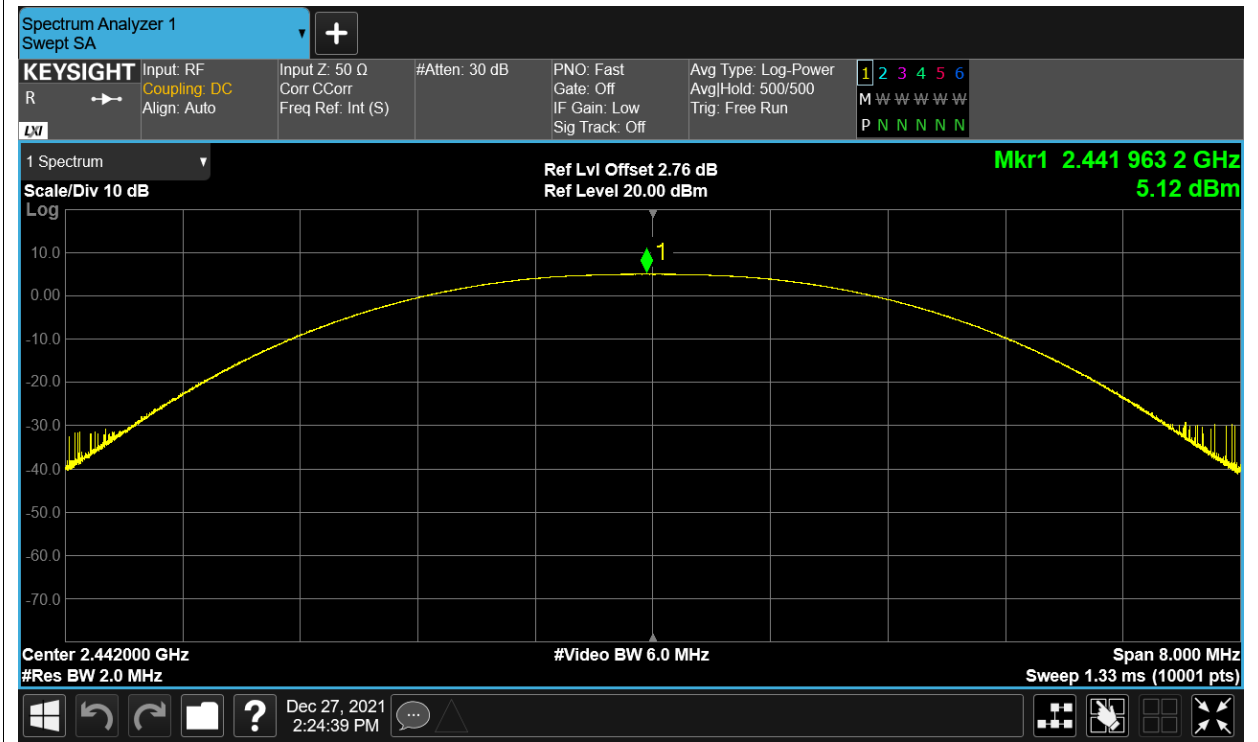 Spectrum Analyzer 1
Swept SA
KEYSIGHT
R
LXI
Input: RF
Coupling: DC
Align: Auto
Input Z: 50 Ω
Corr CCorr
Freq Ref: Int (S)
#Atten: 30 dB
PNO: Fast
Gate: Off
IF Gain: Low
Sig Track: Off
Avg Type: Log-Power
Avg|Hold: 500/500
Trig: Free Run
1 2 3 4 5 6
M W W W W W
P N N N N N
1 Spectrum
Scale/Div 10 dB
Ref Lvl Offset 2.76 dB
Ref Level 20.00 dBm
Mkr1 2.441 963 2 GHz
5.12 dBm
Log
1
10.0
0.00
-10.0
-20.0
-30.0
-40.0
-50.0
-60.0
-70.0
Center 2.442000 GHz
#Res BW 2.0 MHz
#Video BW 6.0 MHz
Span 8.000 MHz
Sweep 1.33 ms (10001 pts)
?
Dec 27, 2021
2:24:39 PM